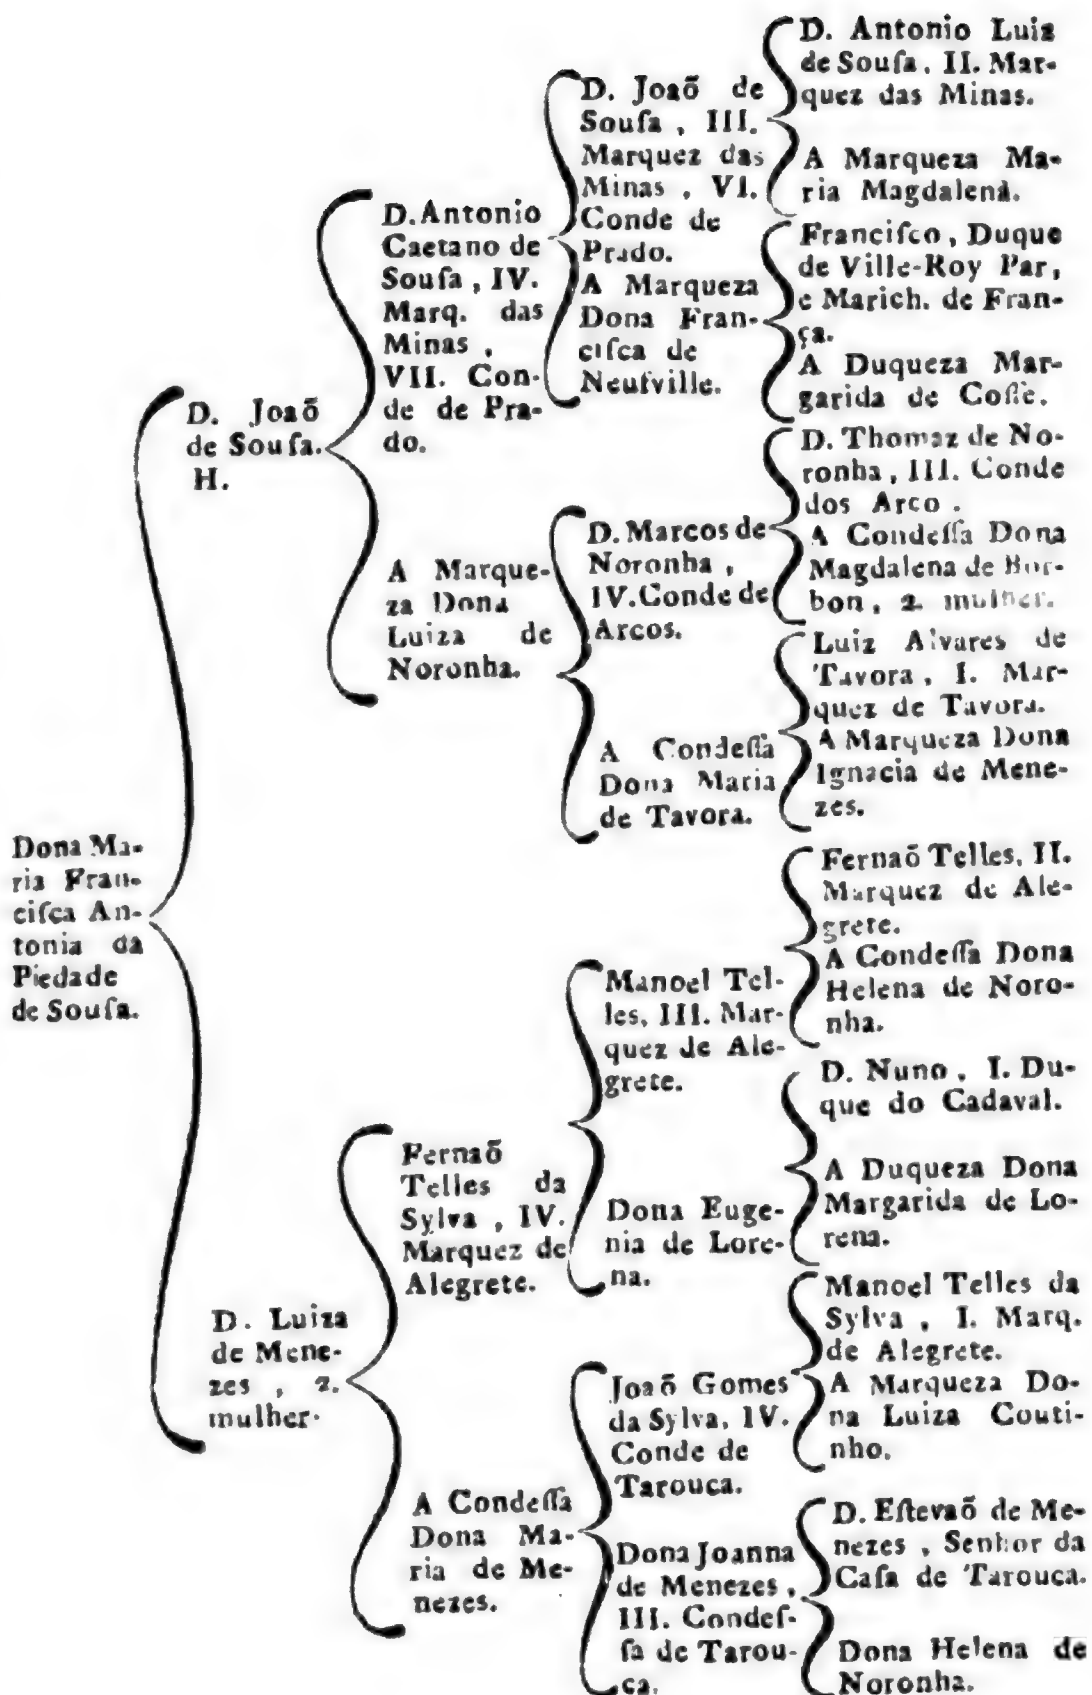 Dona Ma-
ria Fran-
ciſca An-
tonia da
Piedade
de Souſa.
D. Joaõ
de Souſa.
H.
D. Luiza
de Mene-
zes , 2.
mulher.
D. Antonio
Caetano de
Souſa , IV.
Marq. das
Minas ,
VII. Con-
de de Pra-
do.
A Marque-
za Dona
Luiza de
Noronha.
Fernaõ
Telles da
Sylva , IV.
Marquez de
Alegrete.
A Condeſſa
Dona Ma-
ria de Me-
nezes.
D. Joaõ de
Souſa , III.
Marquez das
Minas , VI.
Conde de
Prado.
A Marqueza
Dona Fran-
ciſca de
Neufville.
D. Marcos de
Noronha ,
IV. Conde de
Arcos.
A Condeſſa
Dona Maria
de Tavora.
Manoel Tel-
les, III. Mar-
quez de Ale-
grete.
Dona Euge-
nia de Lore-
na.
Joaõ Gomes
da Sylva, IV.
Conde de
Tarouca.
Dona Joanna
de Menezes ,
III. Condeſ-
ſa de Tarou-
ca.
D. Antonio Luiz
de Souſa , II. Mar-
quez das Minas.
A Marqueza Ma-
ria Magdalena.
Franciſco , Duque
de Ville-Roy Par,
e Marich. de Fran-
ça.
A Duqueza Mar-
garida de Coſſè.
D. Thomaz de No-
ronha , III. Conde
dos Arco .
A Condeſſa Dona
Magdalena de Bur-
bon , 2. mulher.
Luiz Alvares de
Tavora , I. Mar-
quez de Tavora.
A Marqueza Dona
Ignacia de Mene-
zes.
Fernaõ Telles, II.
Marquez de Ale-
grete.
A Condeſſa Dona
Helena de Noro-
nha.
D. Nuno , I. Du-
que do Cadaval.
A Duqueza Dona
Margarida de Lo-
rena.
Manoel Telles da
Sylva , I. Marq.
de Alegrete.
A Marqueza Do-
na Luiza Couti-
nho.
D. Eſtevaõ de Me-
nezes , Senhor da
Caſa de Tarouca.
Dona Helena de
Noronha.